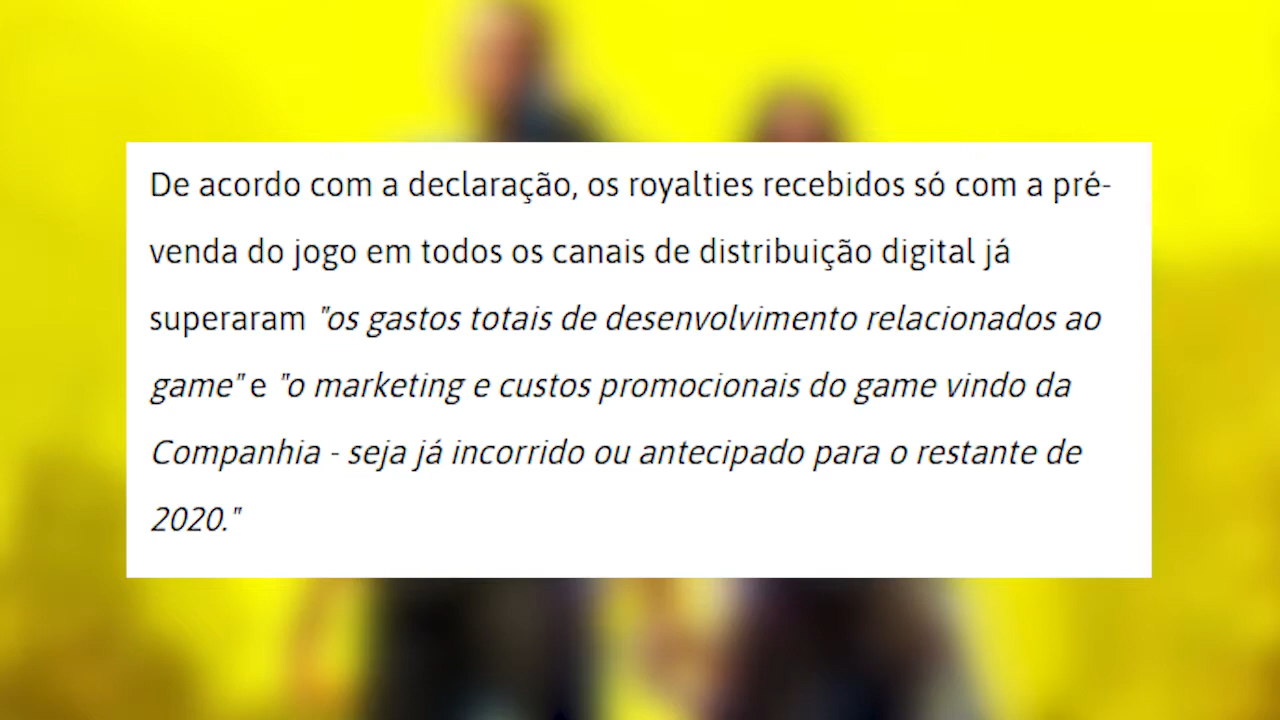 De acordo com a declaração, os royalties recebidos só com a pré-
venda do jogo em todos os canais de distribuição digital já
superaram "os gastos totais de desenvolvimento relacionados ao
game" e "o marketing e custos promocionais do game vindo da
Companhia - seja já incorrido ou antecipado para o restante de
2020."